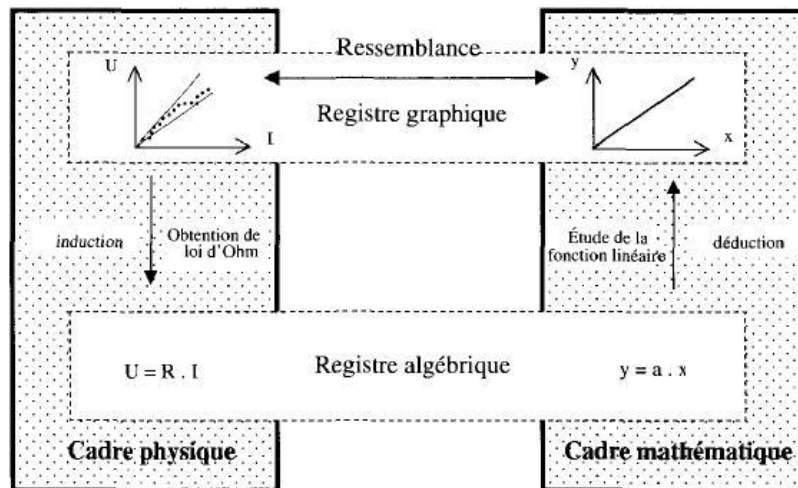 Ressemblance
U
I
Registre graphique
y
x
induction
Obtention de
loi d'Ohm
Étude de la
fonction linéaire
déduction
U = R . I
Registre algébrique
y = a . x
Cadre physique
Cadre mathématique